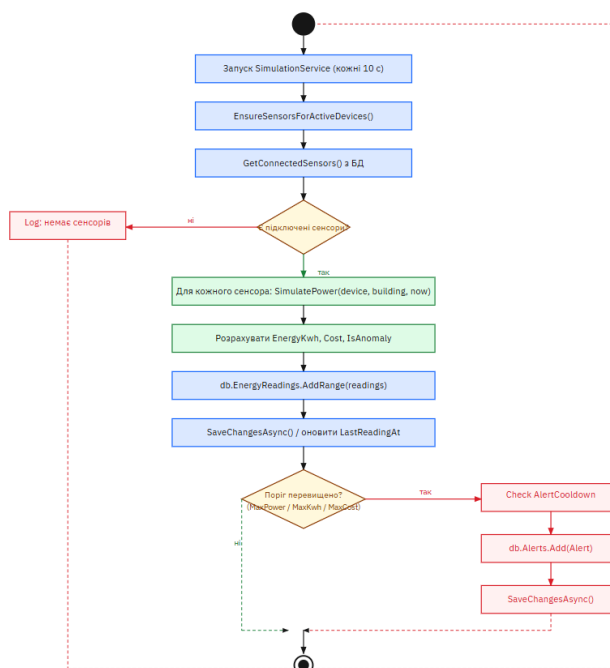 Запуск SimulationService (кожні 10 с)
EnsureSensorsForActiveDevices()
GetConnectedSensors() з БД
Є підключені сенсори?
ні
Log: немає сенсорів
так
Для кожного сенсора: SimulatePower(device, building, now)
Розрахувати EnergyKwh, Cost, IsAnomaly
db.EnergyReadings.AddRange(readings)
SaveChangesAsync() / оновити LastReadingAt
Поріг перевищено?
(MaxPower / MaxKwh / MaxCost)
так
Check AlertCooldown
ні
db.Alerts.Add(Alert)
SaveChangesAsync()